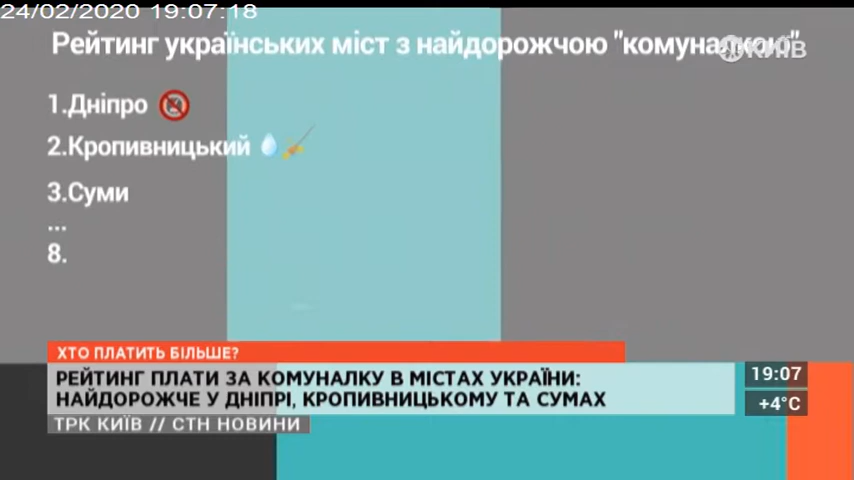 24/02/2020 19:07:18
Рейтинг українських міст з найдорожчою "комуналкою"
КИЇВ
1.Дніпро
2.Кропивницький
3.Суми
...
8.
ХТО ПЛАТИТЬ БІЛЬШЕ?
РЕЙТИНГ ПЛАТИ ЗА КОМУНАЛКУ В МІСТАХ УКРАЇНИ:
НАЙДОРОЖЧЕ У ДНІПРІ, КРОПИВНИЦЬКОМУ ТА СУМАХ
19:07
+4°C
ТРК КИЇВ // СТН НОВИНИ